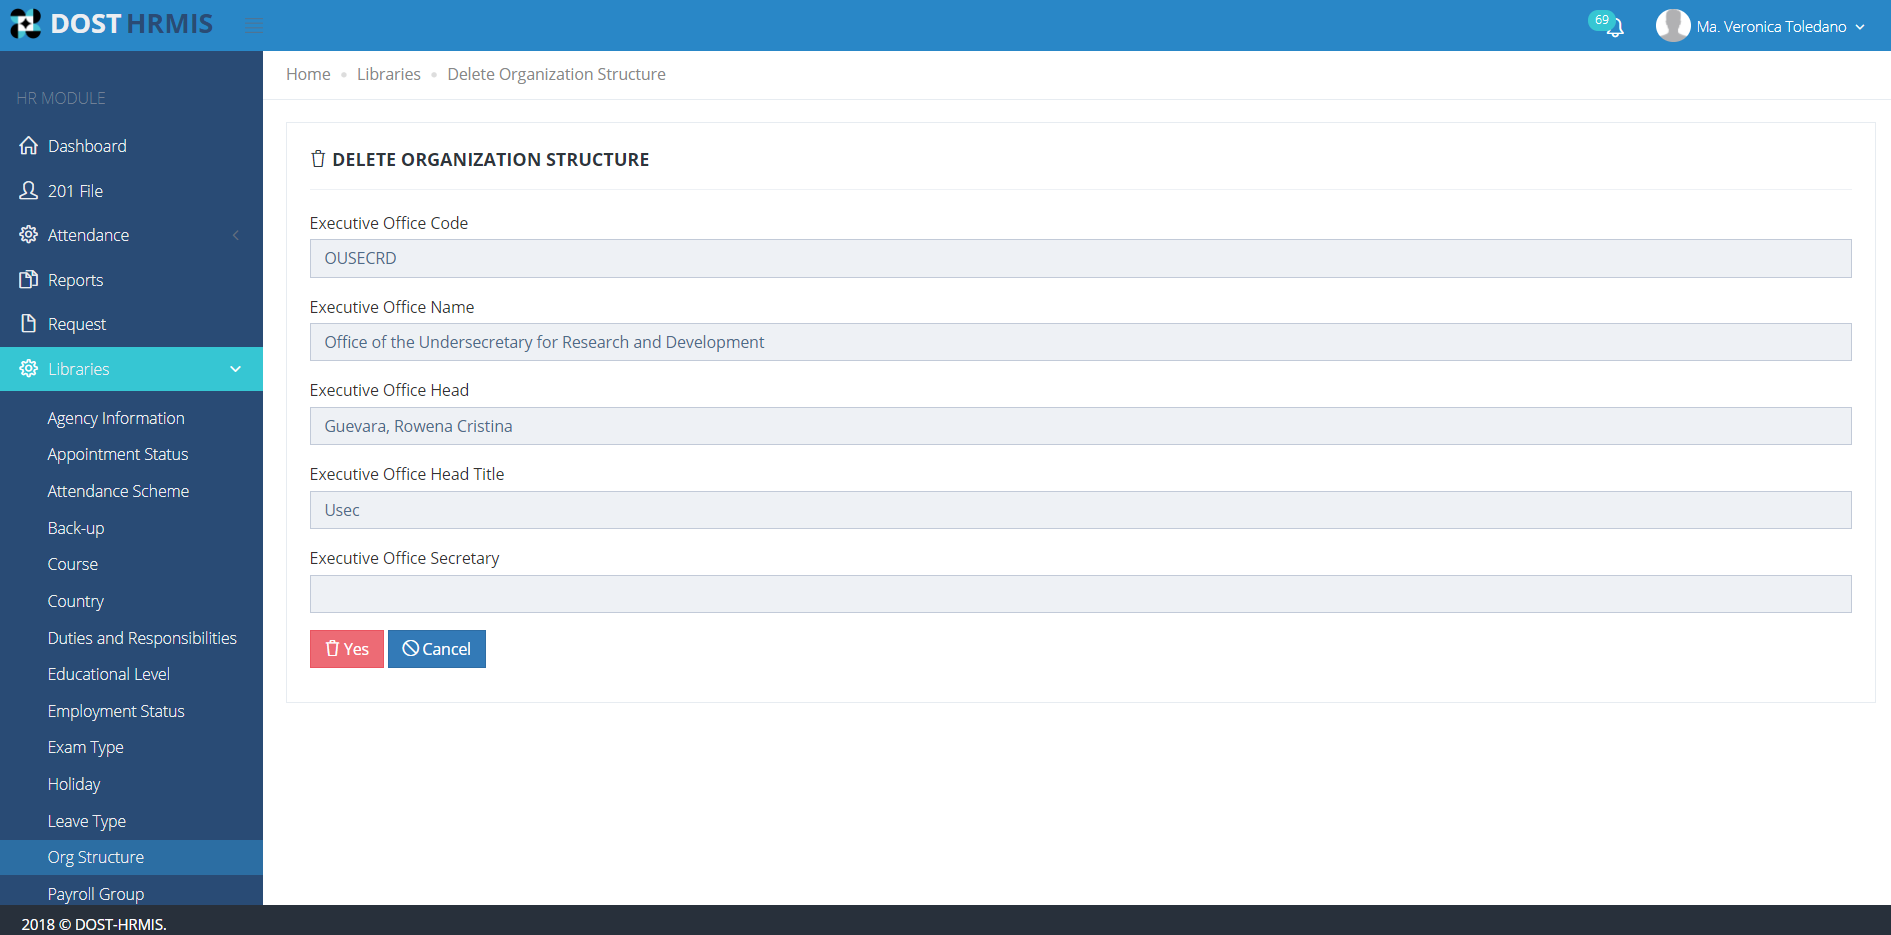 DOST HRMIS
69
Ma. Veronica Toledano
HR MODULE
Dashboard
201 File
Attendance
Reports
Request
Libraries
Agency Information
Appointment Status
Attendance Scheme
Back-up
Course
Country
Duties and Responsibilities
Educational Level
Employment Status
Exam Type
Holiday
Leave Type
Org Structure
Payroll Group
Home • Libraries • Delete Organization Structure
DELETE ORGANIZATION STRUCTURE
Executive Office Code
OUSECRD
Executive Office Name
Office of the Undersecretary for Research and Development
Executive Office Head
Guevara, Rowena Cristina
Executive Office Head Title
Usec
Executive Office Secretary
Yes Cancel
2018 © DOST-HRMIS.